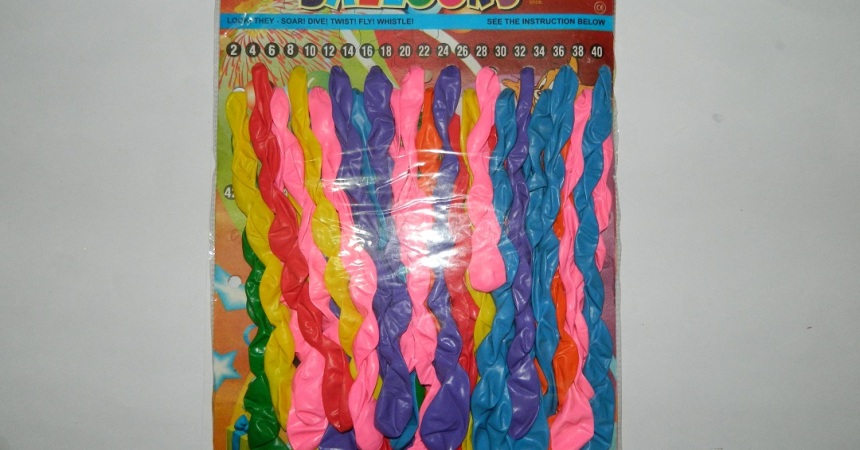 BALLOONS
LOOK THEY - SOAR! DIVE! TWIST! FLY! WHISTLE! SEE THE INSTRUCTION BELOW
2 4 6 8 10 12 14 16 18 20 22 24 26 28 30 32 34 36 38 40